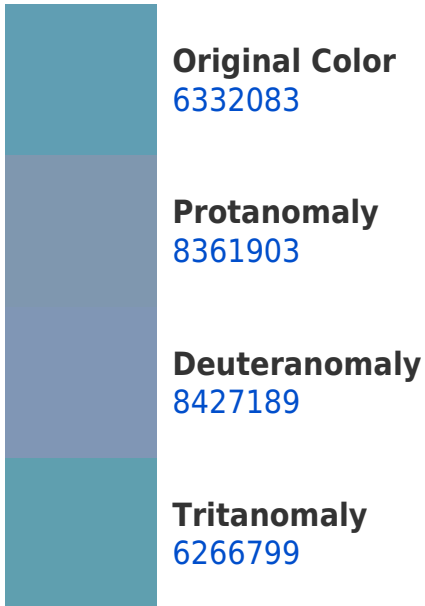 Original Color
6332083
Protanomaly
8361903
Deuteranomaly
8427189
Tritanomaly
6266799